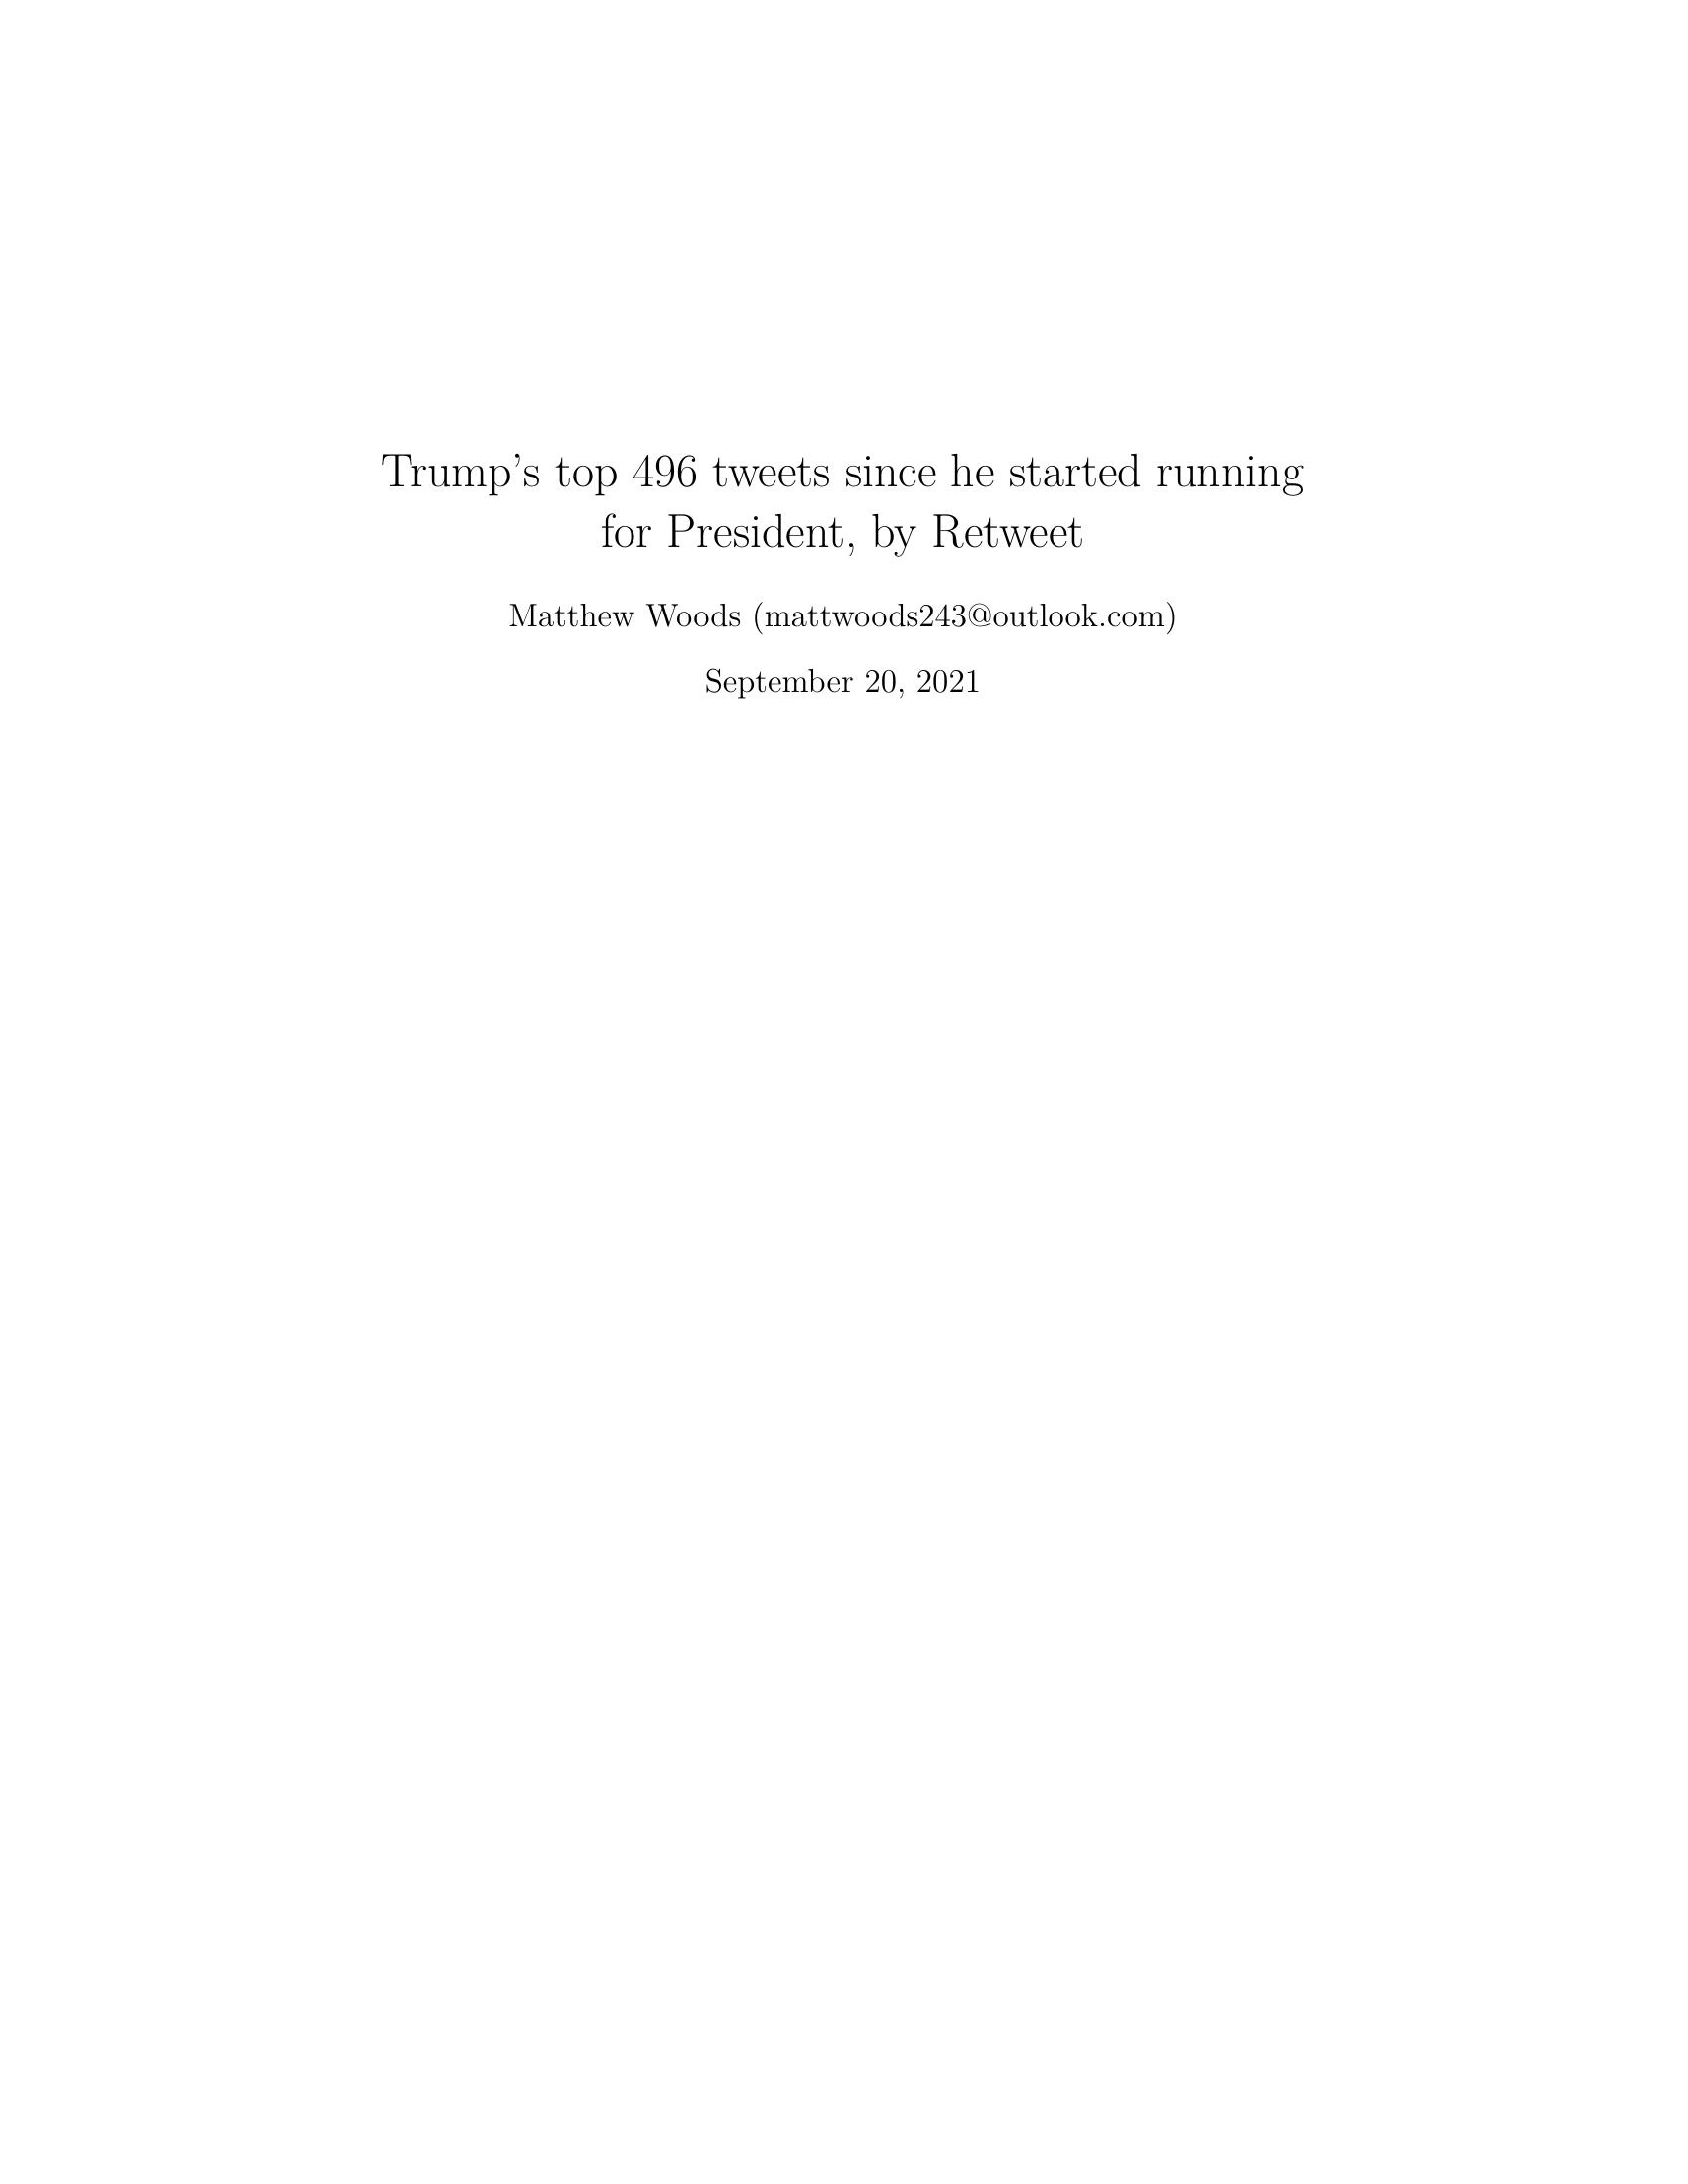 Trump's top 496 tweets since he started running
for President, by Retweet
Matthew Woods (mattwoods243@outlook.com)
September 20, 2021